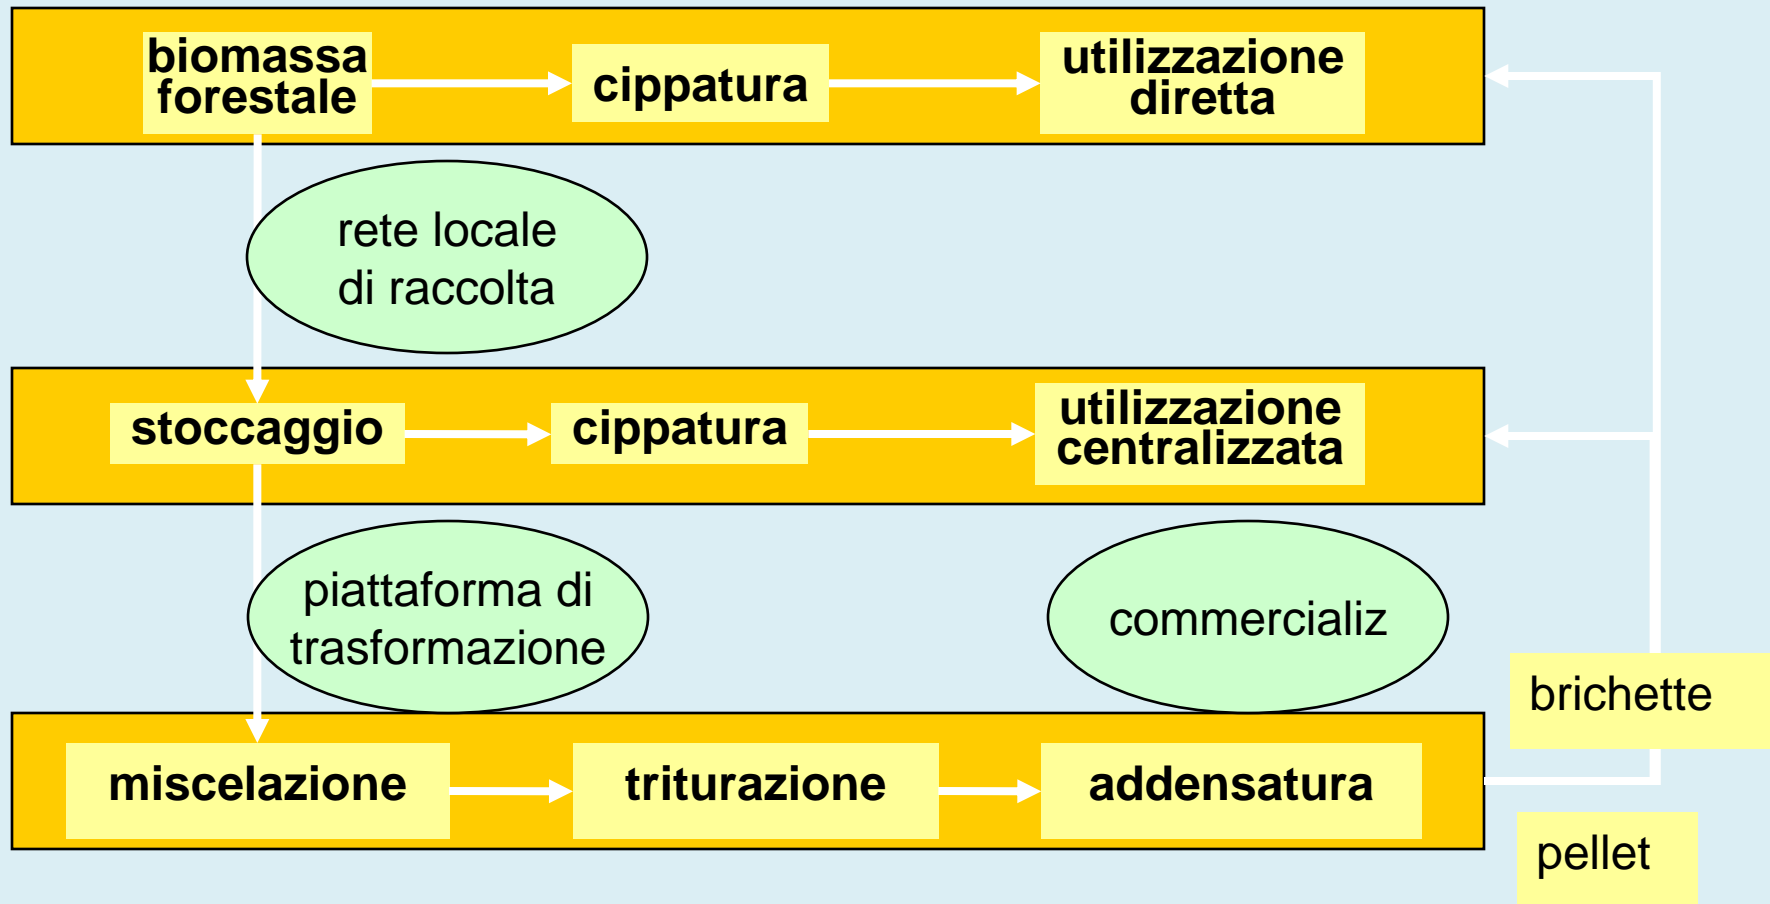 biomassa
forestale
cippatura
utilizzazione
diretta
rete locale
di raccolta
stoccaggio
cippatura
utilizzazione
centralizzata
piattaforma di
trasformazione
commercializ
brichette
miscelazione
triturazione
addensatura
pellet